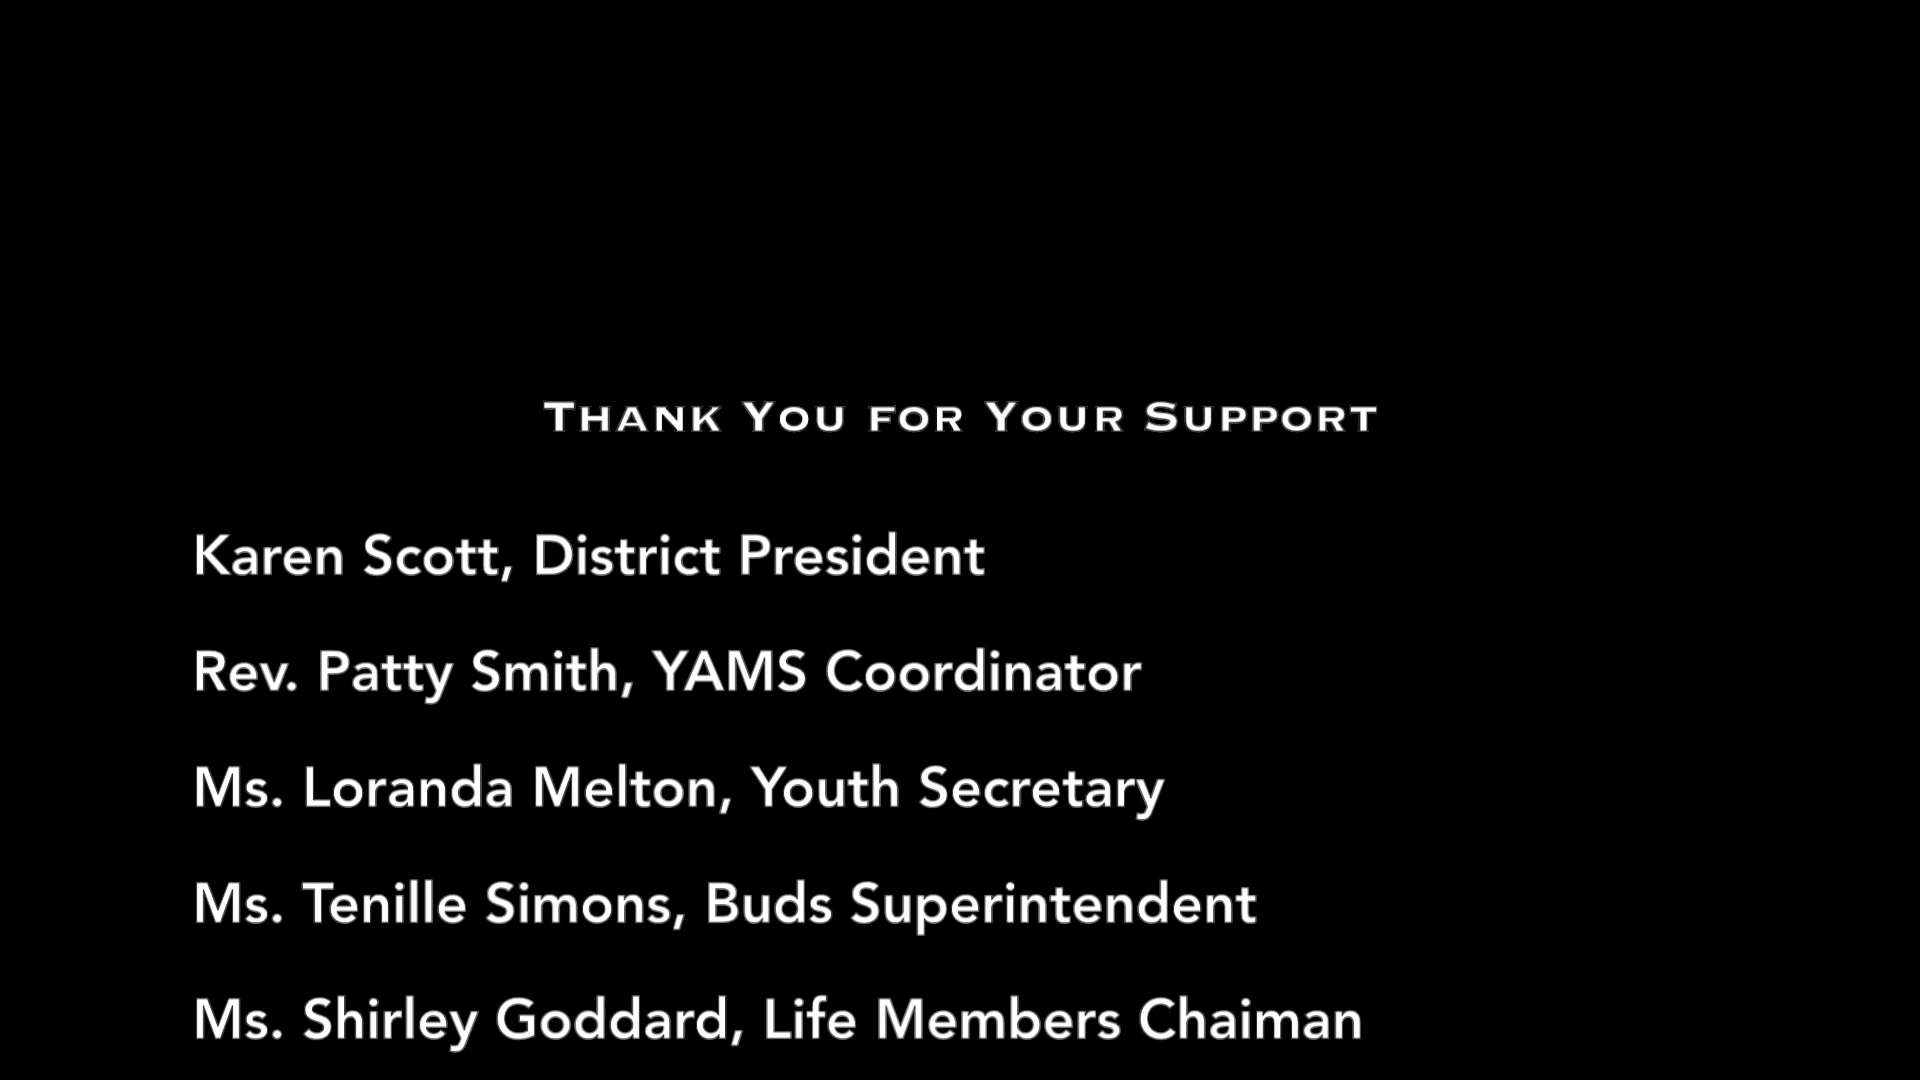 Thank You for Your Support
Karen Scott, District President
Rev. Patty Smith, YAMS Coordinator
Ms. Loranda Melton, Youth Secretary
Ms. Tenille Simons, Buds Superintendent
Ms. Shirley Goddard, Life Members Chaiman